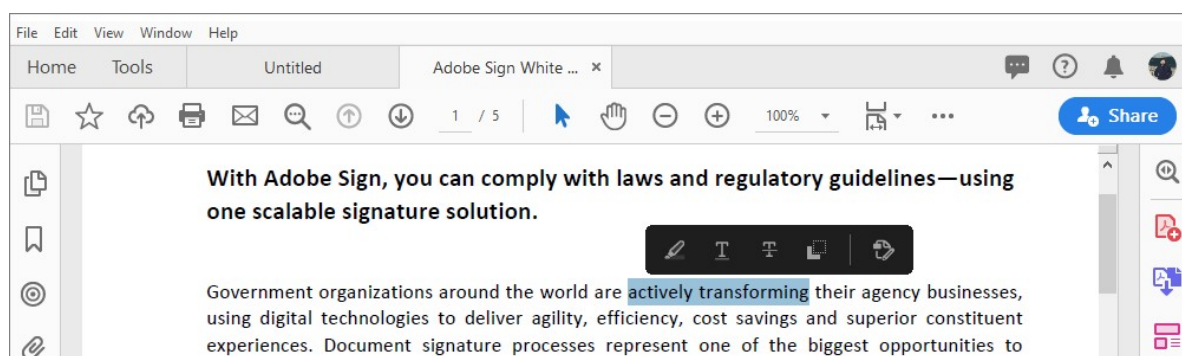 File Edit View Window Help
Home Tools Untitled Adobe Sign White ... ×
1 / 5 100% Share
With Adobe Sign, you can comply with laws and regulatory guidelines—using
one scalable signature solution.
Government organizations around the world are actively transforming their agency businesses,
using digital technologies to deliver agility, efficiency, cost savings and superior constituent
experiences. Document signature processes represent one of the biggest opportunities to